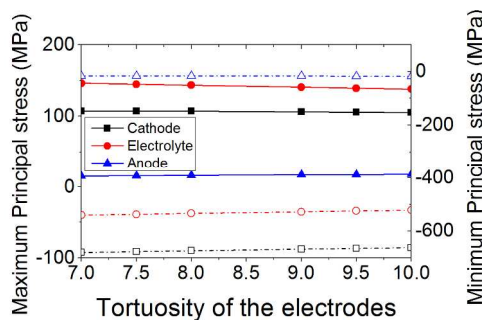 Maximum Principal stress (MPa)
200
100
0
-100
Cathode
Electrolyte
Anode
0
-200
-400
-600
Minimum Principal stress (MPa)
7.0 7.5 8.0 8.5 9.0 9.5 10.0
Tortuosity of the electrodes